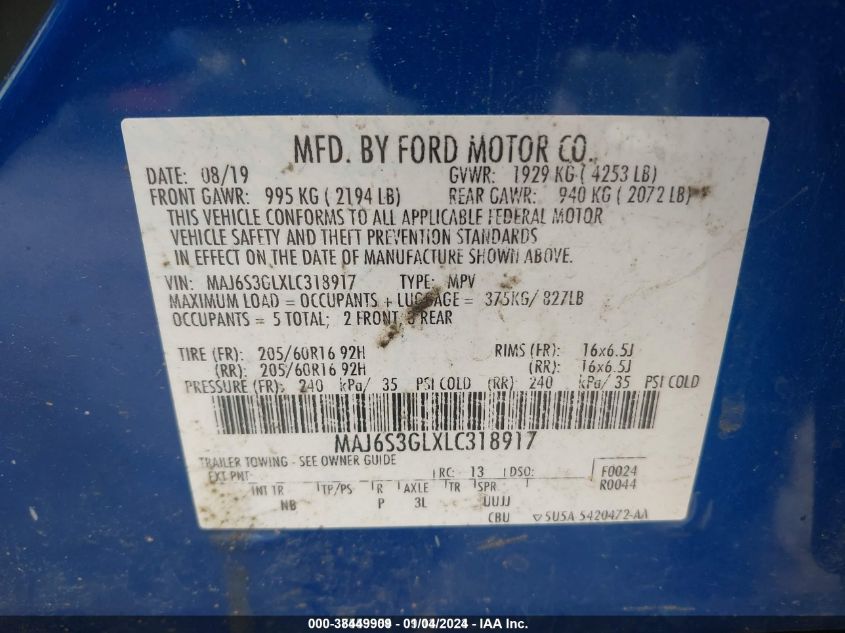 MFD. BY FORD MOTOR CO.
DATE: 08/19 GVWR: 1929 KG ( 4253 LB)
FRONT GAWR: 995 KG ( 2194 LB) REAR GAWR: 940 KG ( 2072 LB)
THIS VEHICLE CONFORMS TO ALL APPLICABLE FEDERAL MOTOR
VEHICLE SAFETY AND THEFT PREVENTION STANDARDS
IN EFFECT ON THE DATE OF MANUFACTURE SHOWN ABOVE.
VIN: MAJ6S3GLXLC318917 TYPE: MPV
MAXIMUM LOAD = OCCUPANTS + LUGGAGE = 375KG/ 827LB
OCCUPANTS = 5 TOTAL; 2 FRONT 3 REAR
TIRE (FR): 205/60R16 92H RIMS (FR): 16x6.5J
(RR): 205/60R16 92H (RR): 16x6.5J
PRESSURE (FR): 240 kPa/ 35 PSI COLD (RR): 240 kPa/ 35 PSI COLD
MAJ6S3GLXLC318917
TRAILER TOWING - SEE OWNER GUIDE
EXT PNT: RC: 13 DSO: F0024
R0044
INT TR TP/PS R AXLE TR SPR
NB P 3L UUJJ
CBU 5U5A-5420472-AA
- 01/04/2024 - IAA Inc.